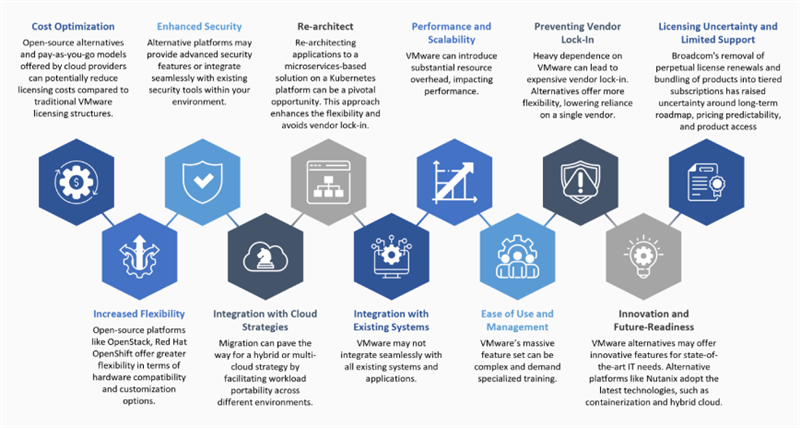 Cost Optimization
Open-source alternatives
and pay-as-you-go models
offered by cloud providers
can potentially reduce
licensing costs compared to
traditional VMware
licensing structures.
Enhanced Security
Alternative platforms may
provide advanced security
features or integrate
seamlessly with existing
security tools within your
environment.
Re-architect
Re-architecting
applications to a
microservices-based
solution on a Kubernetes
platform can be a pivotal
opportunity. This approach
enhances the flexibility and
avoids vendor lock-in.
Performance and
Scalability
VMware can introduce
substantial resource
overhead, impacting
performance.
Preventing Vendor
Lock-In
Heavy dependence on
VMware can lead to
expensive vendor lock-in.
Alternatives offer more
flexibility, lowering reliance
on a single vendor.
Licensing Uncertainty and
Limited Support
Broadcom's removal of
perpetual license renewals and
bundling of products into tiered
subscriptions has raised
uncertainty around long-term
roadmap, pricing predictability,
and product access
$
Increased Flexibility
Open-source platforms
like OpenStack, Red Hat
OpenShift offer greater
flexibility in terms of
hardware compatibility
and customization
options.
Integration with Cloud
Strategies
Migration can pave the
way for a hybrid or multi-
cloud strategy by
facilitating workload
portability across
different environments.
Integration with
Existing Systems
VMware may not
integrate seamlessly with
all existing systems and
applications.
Ease of Use and
Management
VMware's massive
feature set can be
complex and demand
specialized training.
Innovation and
Future-Readiness
VMware alternatives may offer
innovative features for state-of-
the-art IT needs. Alternative
platforms like Nutanix adopt the
latest technologies, such as
containerization and hybrid cloud.